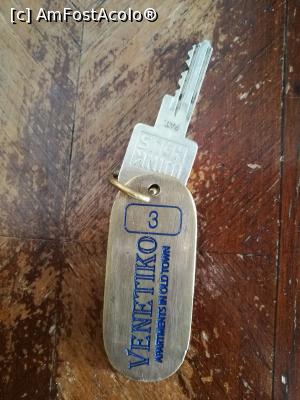 [c] AmFostAcolo®
3
VENETIKO
APARTMENTS IN OLD TOWN